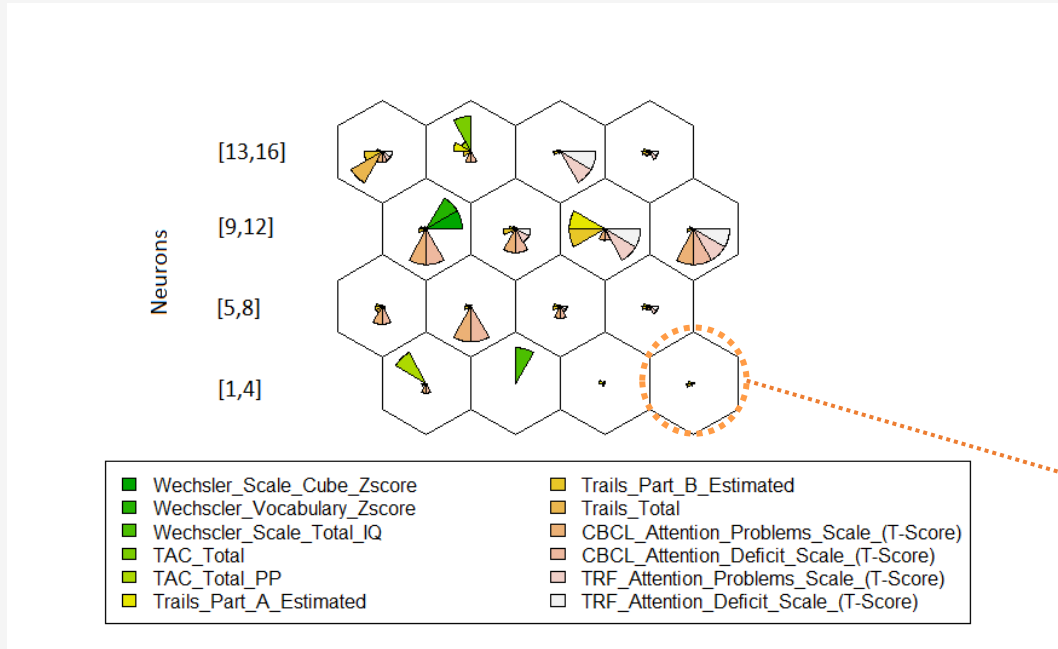 Neurons
[13,16]
[9,12]
[5,8]
[1,4]
Wechsler_Scale_Cube_Zscore
Wechscler_Vocabulary_Zscore
Wechscler_Scale_Total_IQ
TAC_Total
TAC_Total_PP
Trails_Part_A_Estimated
Trails_Part_B_Estimated
Trails_Total
CBCL_Attention_Problems_Scale_(T-Score)
CBCL_Attention_Deficit_Scale_(T-Score)
TRF_Attention_Problems_Scale_(T-Score)
TRF_Attention_Deficit_Scale_(T-Score)